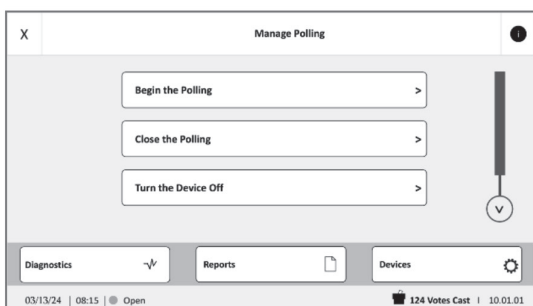 X Manage Polling i
Begin the Polling >
Close the Polling >
Turn the Device Off >
v
Diagnostics Reports Devices
03/13/24 | 08:15 | Open 124 Votes Cast | 10.01.01